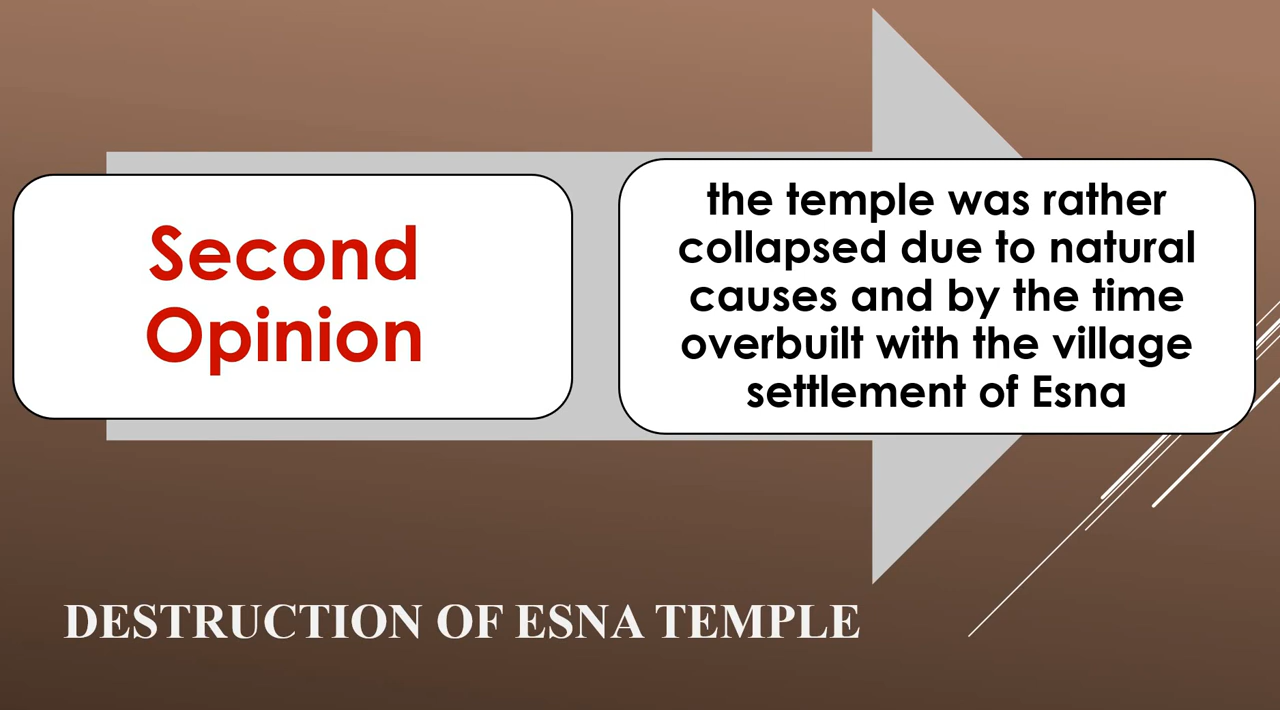 Second
Opinion
the temple was rather
collapsed due to natural
causes and by the time
overbuilt with the village
settlement of Esna
DESTRUCTION OF ESNA TEMPLE